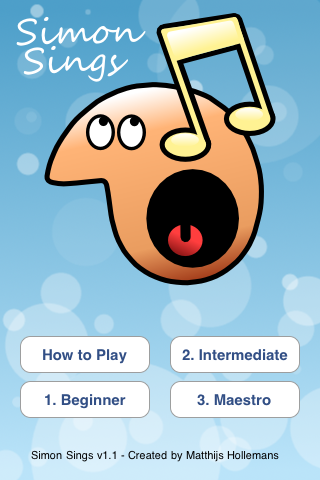 Simon
Sings
How to Play
2. Intermediate
1. Beginner
3. Maestro
Simon Sings v1.1 - Created by Matthijs Hollemans